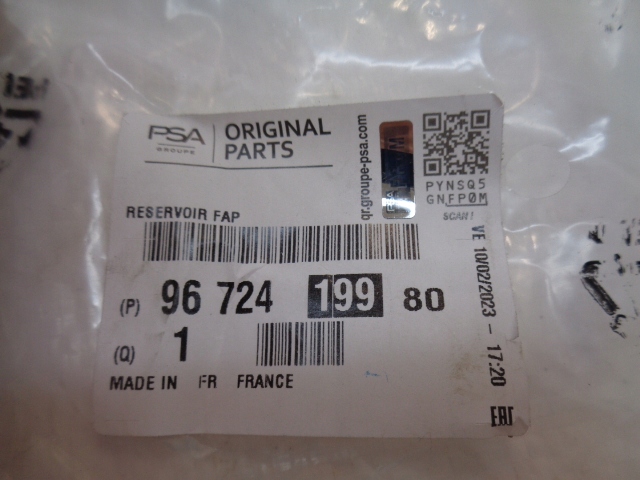 PSA
GROUPE
ORIGINAL
PARTS
qr.groupe-psa.com
PYNSQ5
GNFPØM
SCAN!
RESERVOIR FAP
(P) 96 724 199 80
(Q) 1
MADE IN FR FRANCE
VE 10/02/2023 - 17:20
EAC